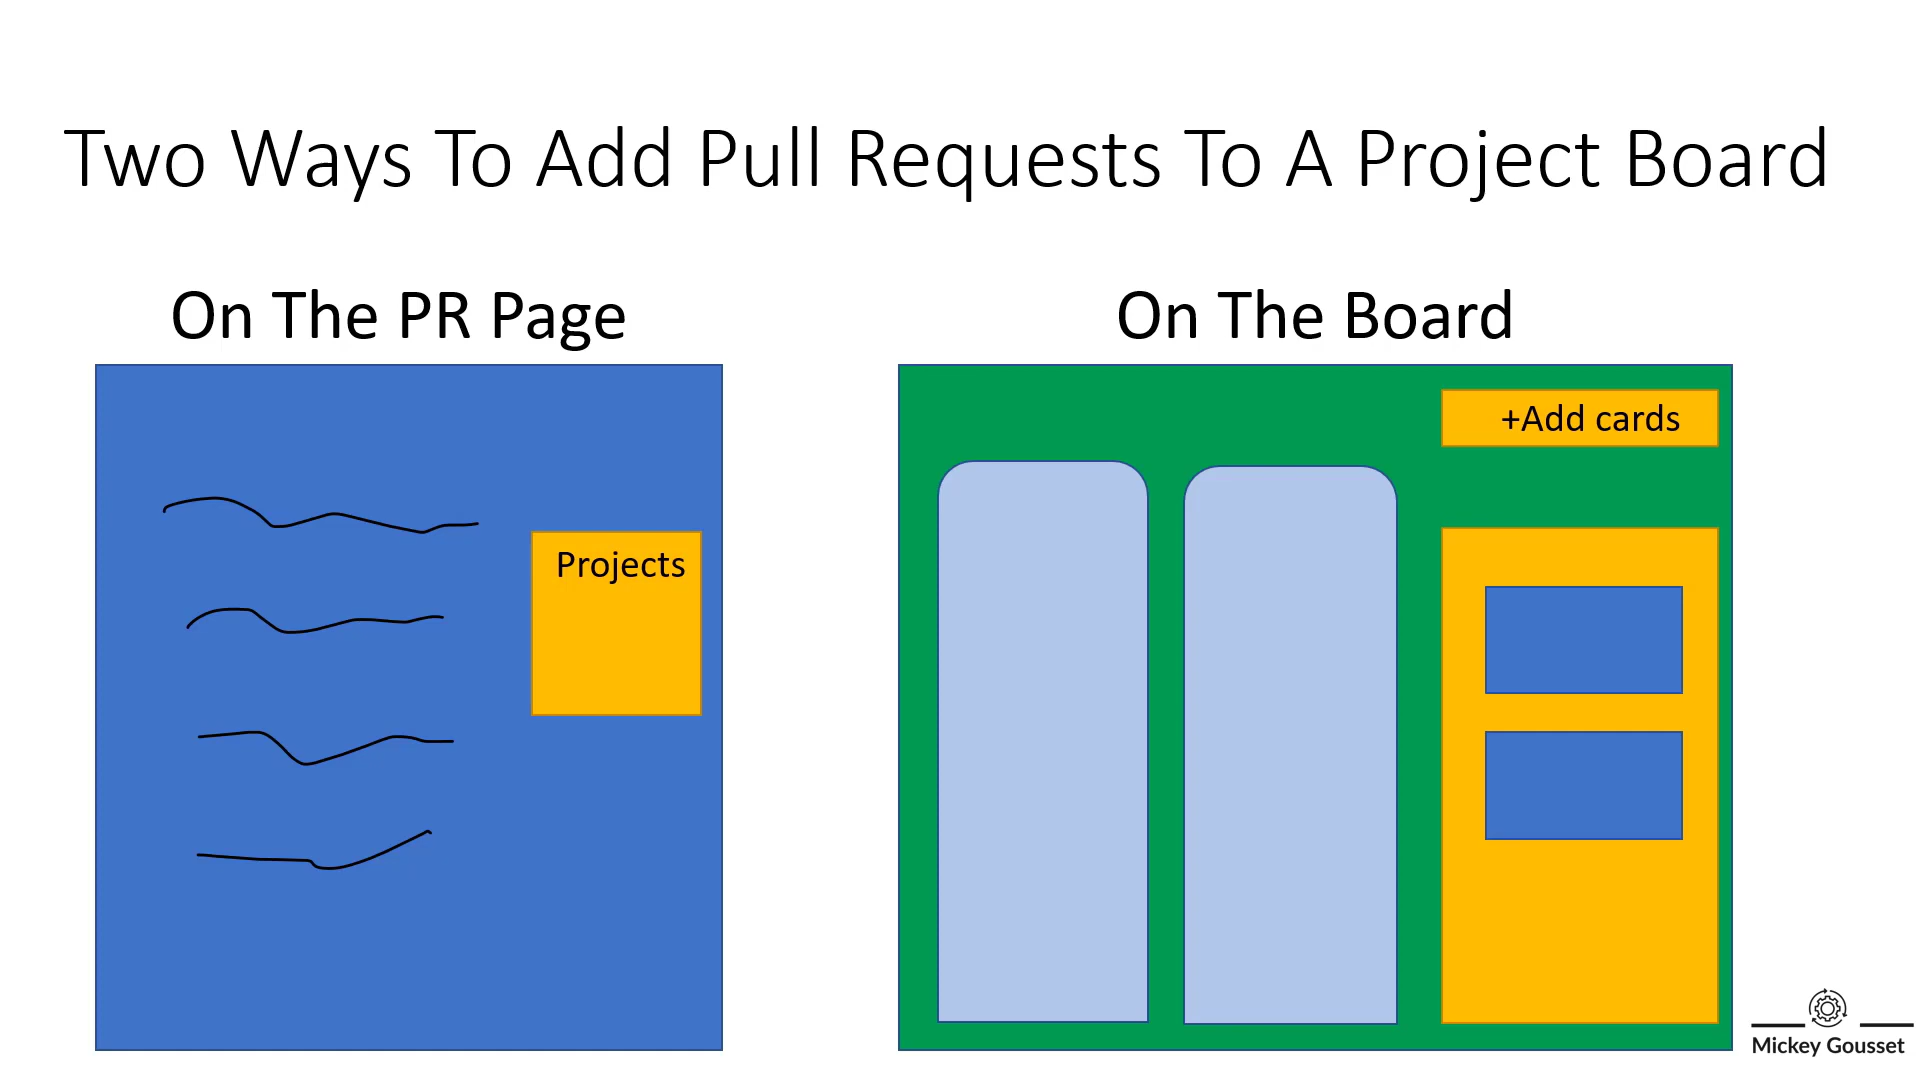 Two Ways To Add Pull Requests To A Project Board
On The PR Page
On The Board
Projects
+Add cards
Mickey Gousset